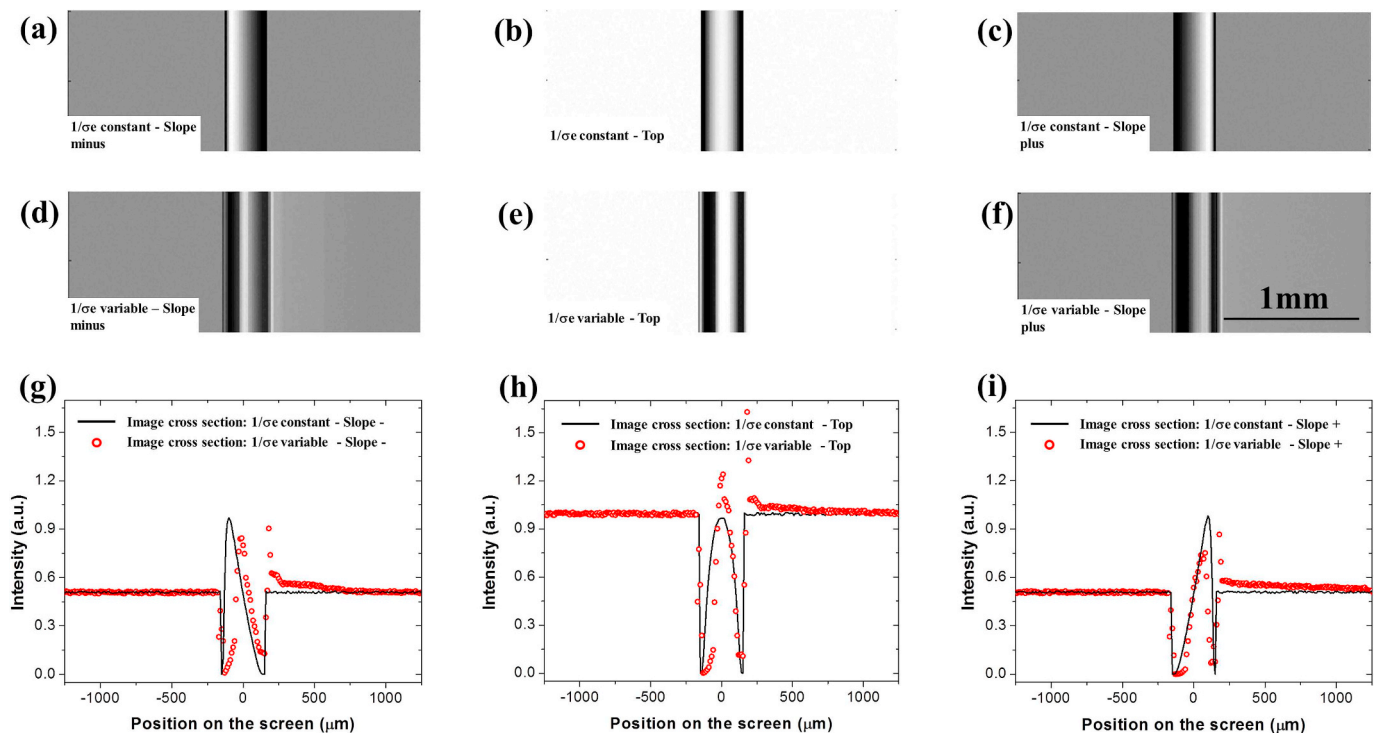 (a)
1/σe constant - Slope
minus
(b)
1/σe constant - Top
(c)
1/σe constant - Slope
plus
(d)
1/σe variable – Slope
minus
(e)
1/σe variable - Top
(f)
1/σe variable - Slope
plus
1mm
(g)
Image cross section: 1/σe constant - Slope -
Image cross section: 1/σe variable - Slope -
1.5
1.2
0.9
0.6
0.3
0.0
Intensity (a.u.)
-1000 -500 0 500 1000
Position on the screen (μm)
(h)
Image cross section: 1/σe constant - Top
Image cross section: 1/σe variable - Top
1.5
1.2
0.9
0.6
0.3
0.0
Intensity (a.u.)
-1000 -500 0 500 1000
Position on the screen (μm)
(i)
Image cross section: 1/σe constant - Slope +
Image cross section: 1/σe variable - Slope +
1.5
1.2
0.9
0.6
0.3
0.0
Intensity (a.u.)
-1000 -500 0 500 1000
Position on the screen (μm)